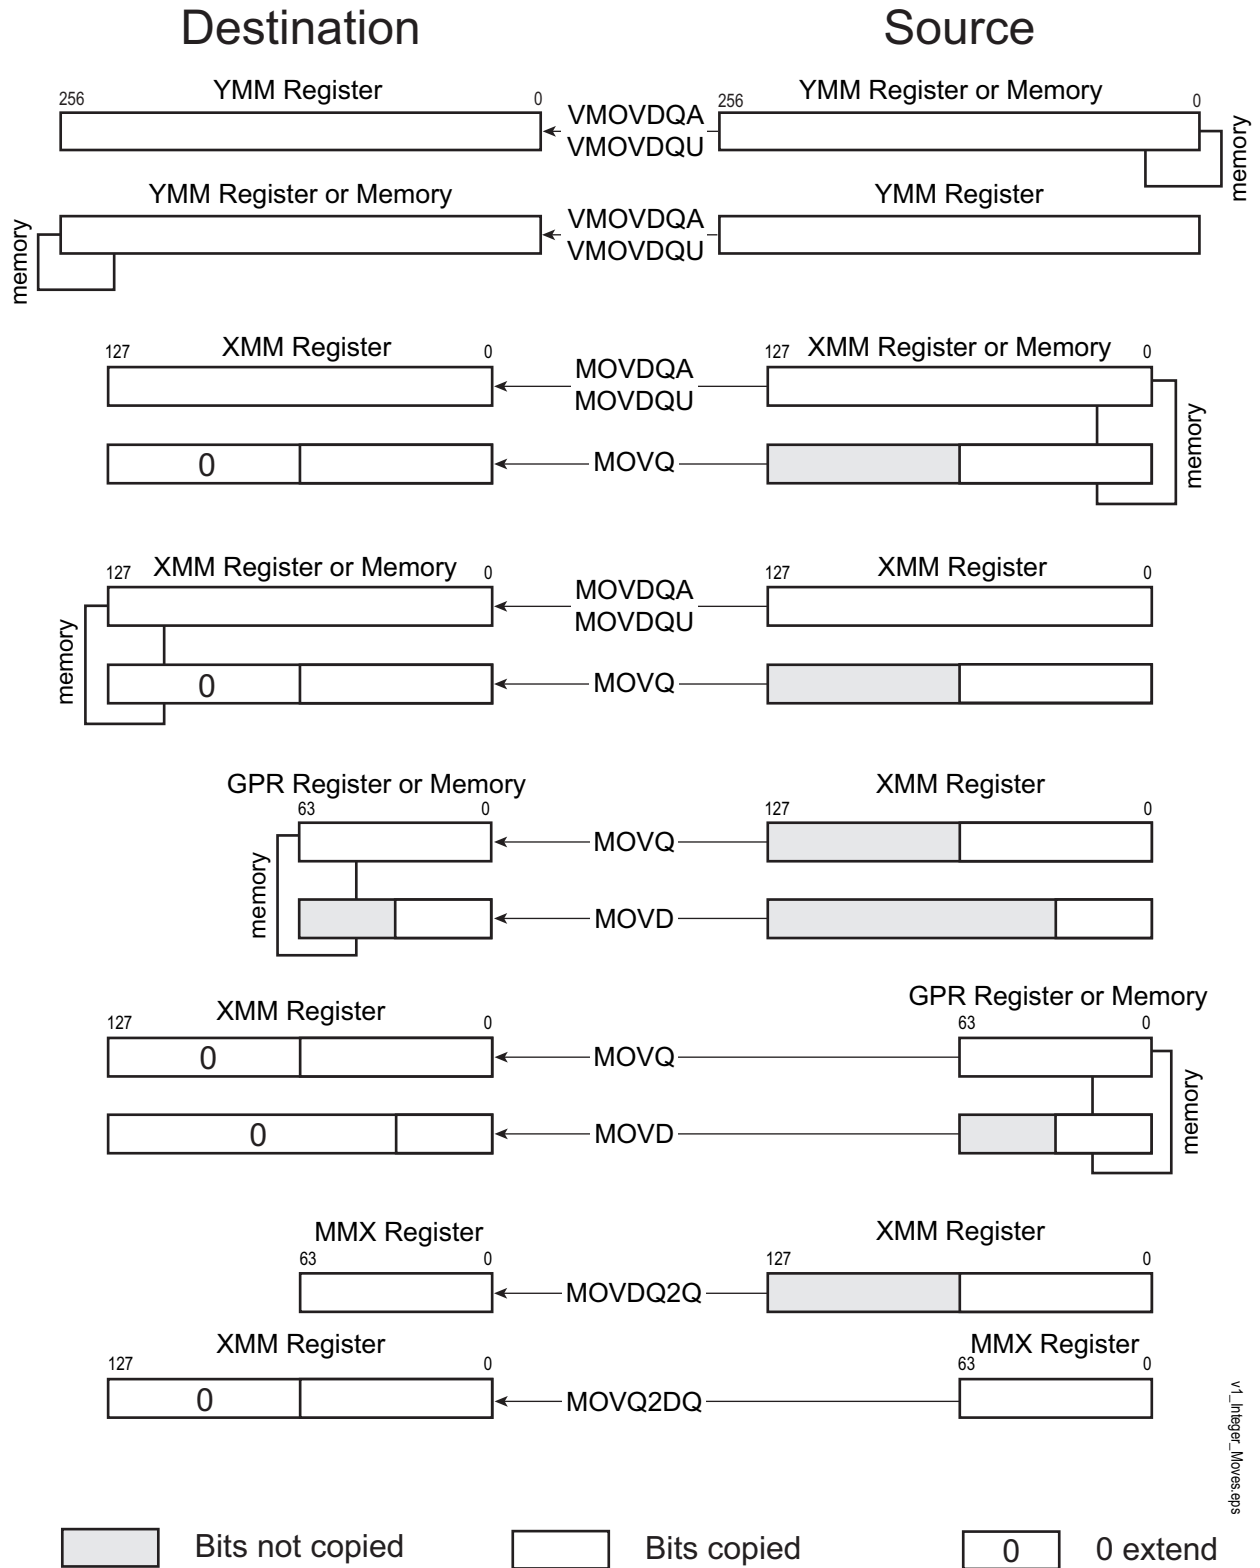 Destination Source
YMM Register YMM Register or Memory
256 0 256 0
VMOVDQA
VMOVDQU
memory
YMM Register or Memory YMM Register
VMOVDQA
VMOVDQU
memory
127 XMM Register 0 127 XMM Register or Memory 0
MOVDQA
MOVDQU
memory
0 MOVQ
127 XMM Register or Memory 0 127 XMM Register 0
MOVDQA
MOVDQU
memory
0 MOVQ
GPR Register or Memory XMM Register
63 0 127 0
MOVQ
memory
MOVD
XMM Register GPR Register or Memory
127 0 63 0
0 MOVQ
memory
0 MOVD
MMX Register XMM Register
63 0 127 0
MOVDQ2Q
XMM Register MMX Register
127 0 63 0
0 MOVQ2DQ
v1_Integer_Moves.eps
Bits not copied Bits copied 0 0 extend